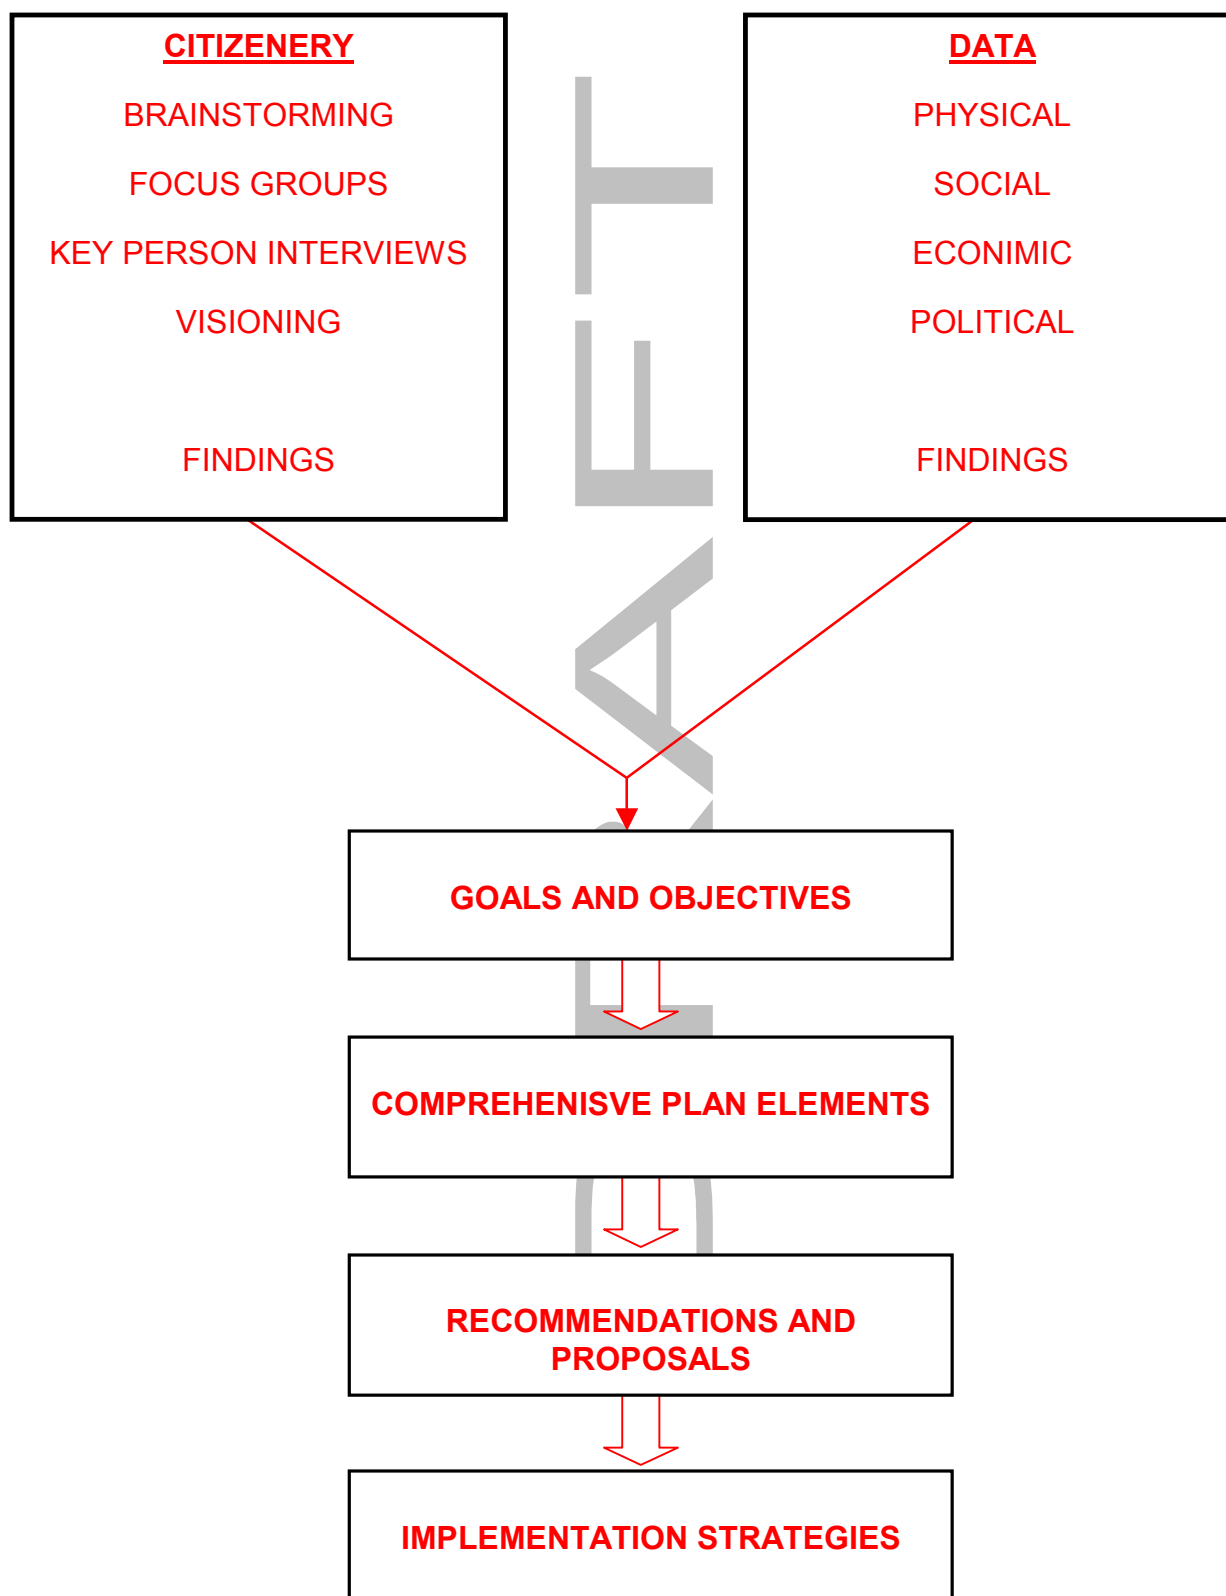 CITIZENERY
BRAINSTORMING
FOCUS GROUPS
KEY PERSON INTERVIEWS
VISIONING
FINDINGS
DATA
PHYSICAL
SOCIAL
ECONIMIC
POLITICAL
FINDINGS
DRAFT
GOALS AND OBJECTIVES
COMPREHENISVE PLAN ELEMENTS
RECOMMENDATIONS AND
PROPOSALS
IMPLEMENTATION STRATEGIES